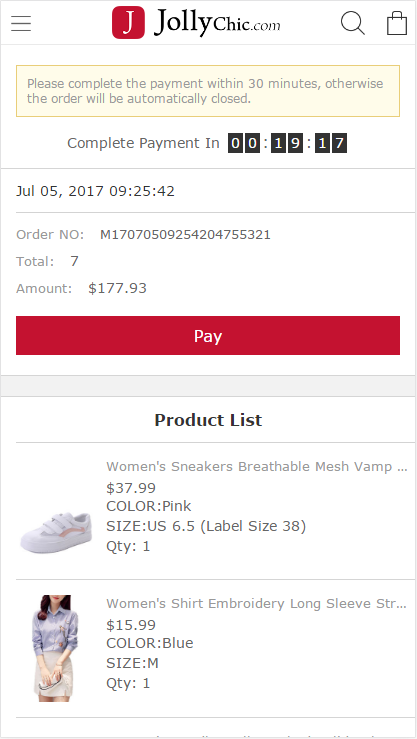 J JollyChic.com
Please complete the payment within 30 minutes, otherwise
the order will be automatically closed.
Complete Payment In 00:19:17
Jul 05, 2017 09:25:42
Order NO: M17070509254204755321
Total: 7
Amount: $177.93
Pay
Product List
Women's Sneakers Breathable Mesh Vamp ...
$37.99
COLOR:Pink
SIZE:US 6.5 (Label Size 38)
Qty: 1
Women's Shirt Embroidery Long Sleeve Str...
$15.99
COLOR:Blue
SIZE:M
Qty: 1